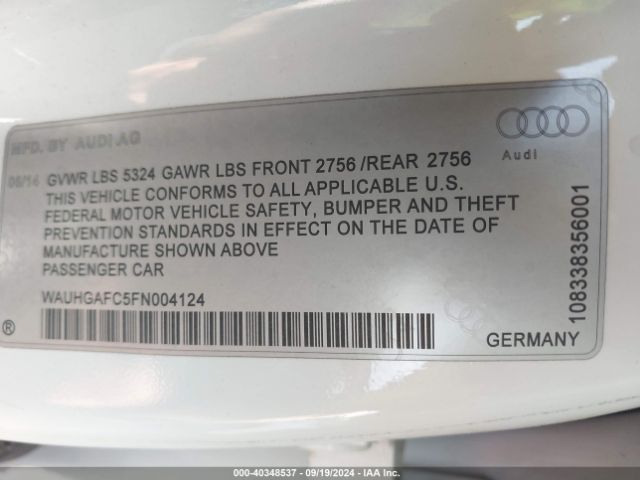 MFD. BY AUDI AG
06/14 GVWR LBS 5324 GAWR LBS FRONT 2756 /REAR 2756
THIS VEHICLE CONFORMS TO ALL APPLICABLE U.S.
FEDERAL MOTOR VEHICLE SAFETY, BUMPER AND THEFT
PREVENTION STANDARDS IN EFFECT ON THE DATE OF
MANUFACTURE SHOWN ABOVE
PASSENGER CAR
WAUHGAFC5FN004124
®
Audi
108338356001
GERMANY
000-40348537 - 09/19/2024 - IAA Inc.